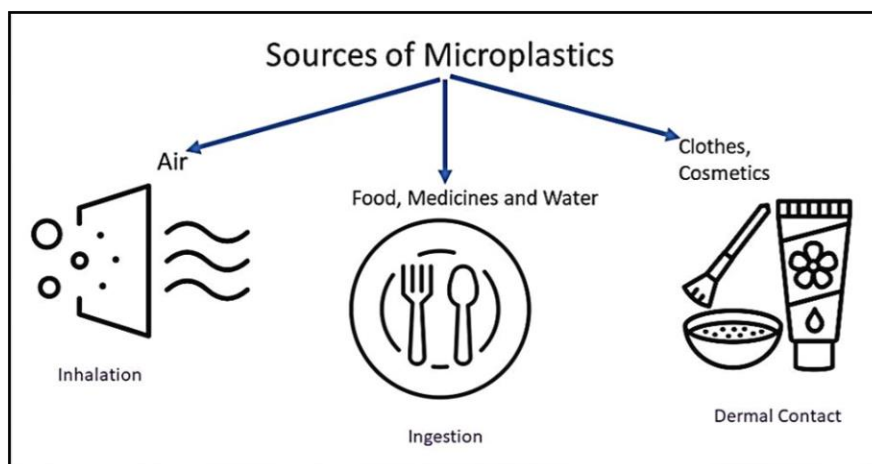 Sources of Microplastics
Air
Clothes,
Cosmetics
Food, Medicines and Water
Inhalation
Ingestion
Dermal Contact